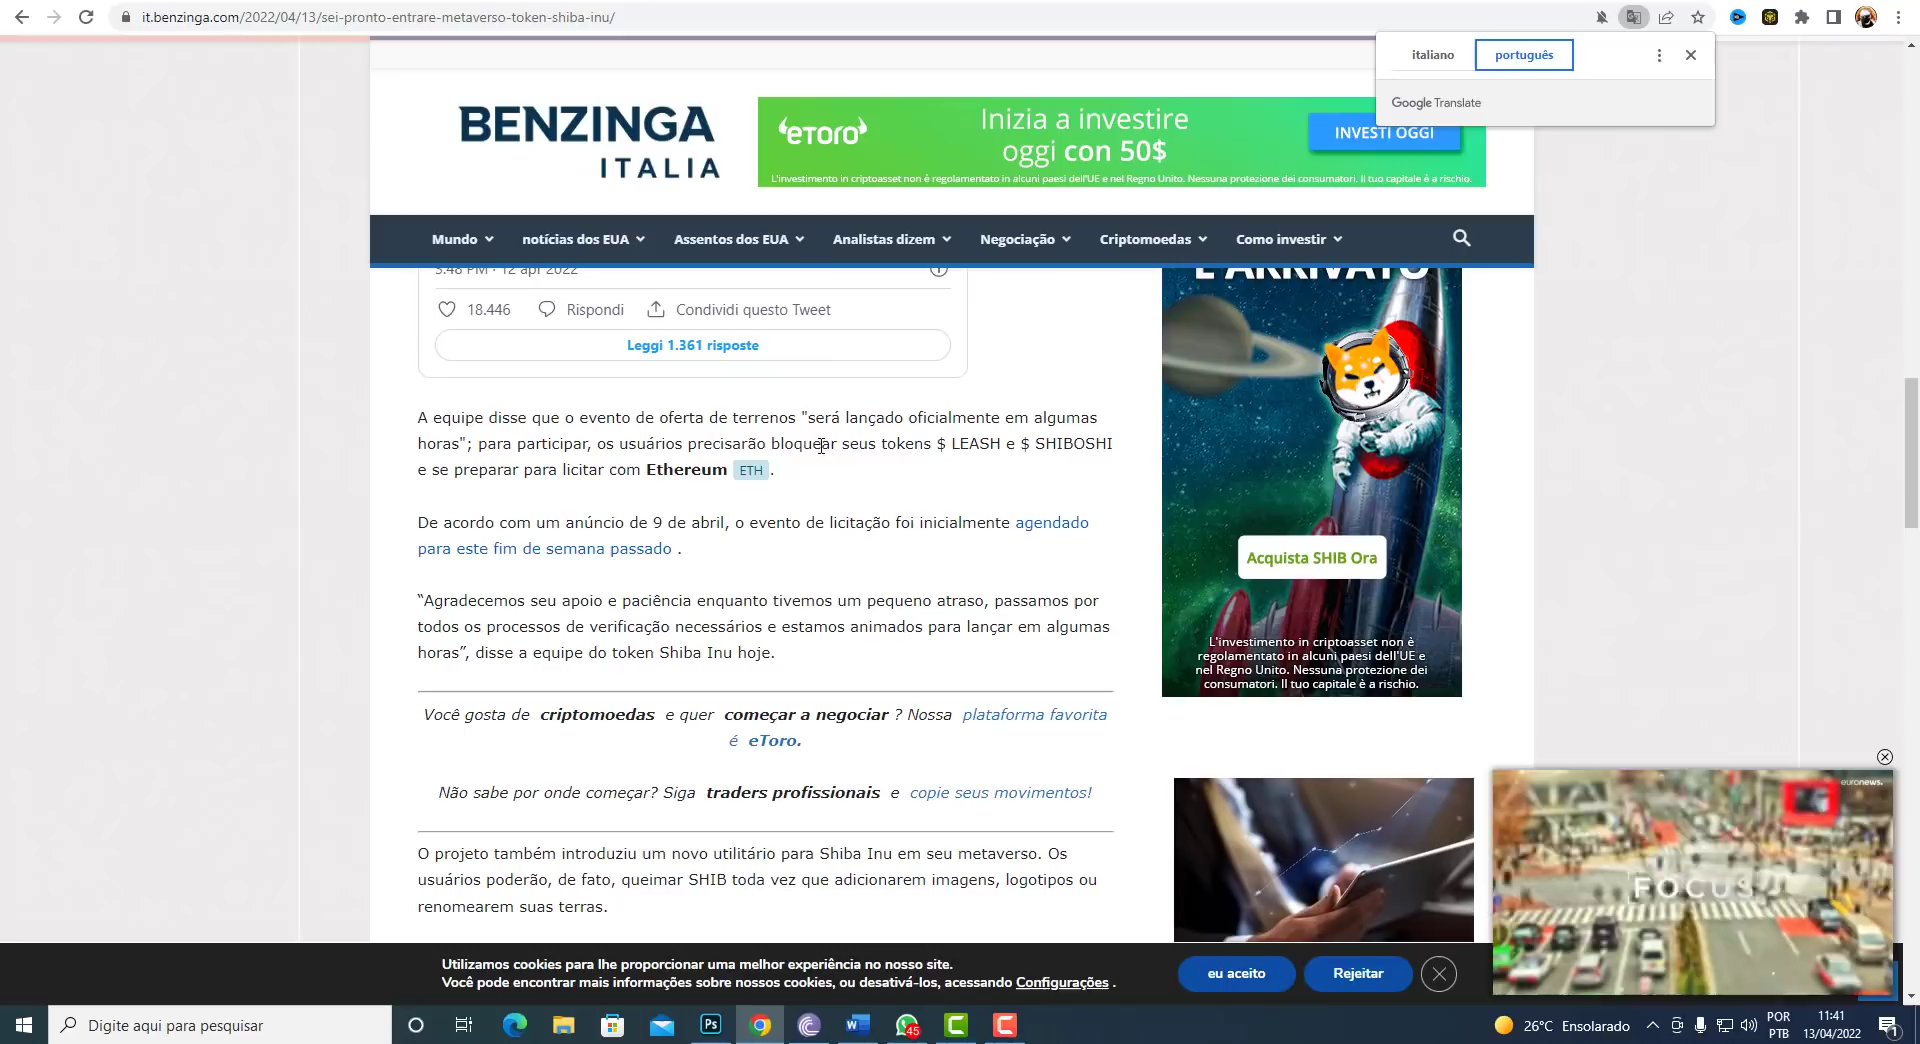 it.benzinga.com/2022/04/13/sei-pronto-entrare-metaverso-token-shiba-inu/
italiano
português
Google Translate
BENZINGA
ITALIA
eToro
Inizia a investire
oggi con 50$
INVESTI OGGI
L'investimento in criptoasset non è regolamentato in alcuni paesi dell'UE e nel Regno Unito. Nessuna protezione dei consumatori. Il tuo capitale è a rischio.
Mundo
notícias dos EUA
Assentos dos EUA
Analistas dizem
Negociação
Criptomoedas
Como investir
3:48 PM · 12 apr 2022
18.446
Rispondi
Condividi questo Tweet
Leggi 1.361 risposte
È ARRIVATO
A equipe disse que o evento de oferta de terrenos "será lançado oficialmente em algumas
horas"; para participar, os usuários precisarão bloquear seus tokens $ LEASH e $ SHIBOSHI
e se preparar para licitar com Ethereum ETH .
De acordo com um anúncio de 9 de abril, o evento de licitação foi inicialmente agendado
para este fim de semana passado .
“Agradecemos seu apoio e paciência enquanto tivemos um pequeno atraso, passamos por
todos os processos de verificação necessários e estamos animados para lançar em algumas
horas”, disse a equipe do token Shiba Inu hoje.
Acquista SHIB Ora
L'investimento in criptoasset non è
regolamentato in alcuni paesi dell'UE e
nel Regno Unito. Nessuna protezione dei
consumatori. Il tuo capitale è a rischio.
Você gosta de criptomoedas e quer começar a negociar ? Nossa plataforma favorita
é eToro.
Não sabe por onde começar? Siga traders profissionais e copie seus movimentos!
O projeto também introduziu um novo utilitário para Shiba Inu em seu metaverso. Os
usuários poderão, de fato, queimar SHIB toda vez que adicionarem imagens, logotipos ou
renomearem suas terras.
euronews.
FOCUS
Utilizamos cookies para lhe proporcionar uma melhor experiência no nosso site.
Você pode encontrar mais informações sobre nossos cookies, ou desativá-los, acessando Configurações .
eu aceito
Rejeitar
Digite aqui para pesquisar
Ps
45
26°C Ensolarado
POR
PTB
11:41
13/04/2022
1